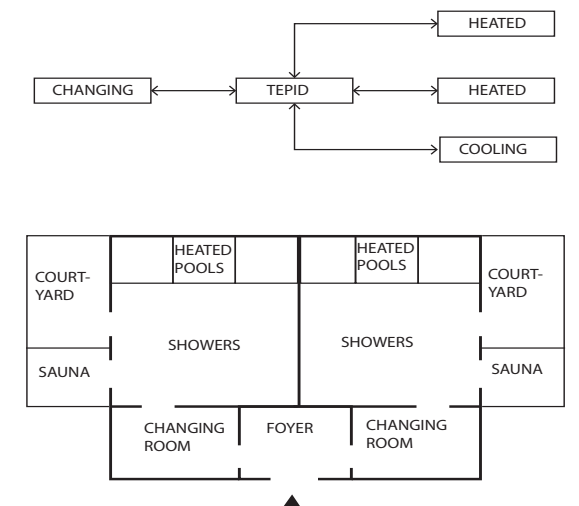 HEATED
CHANGING
TEPID
HEATED
COOLING
HEATED
POOLS
HEATED
POOLS
COURT-
YARD
COURT-
YARD
SHOWERS
SHOWERS
SAUNA
SAUNA
CHANGING
ROOM
FOYER
CHANGING
ROOM